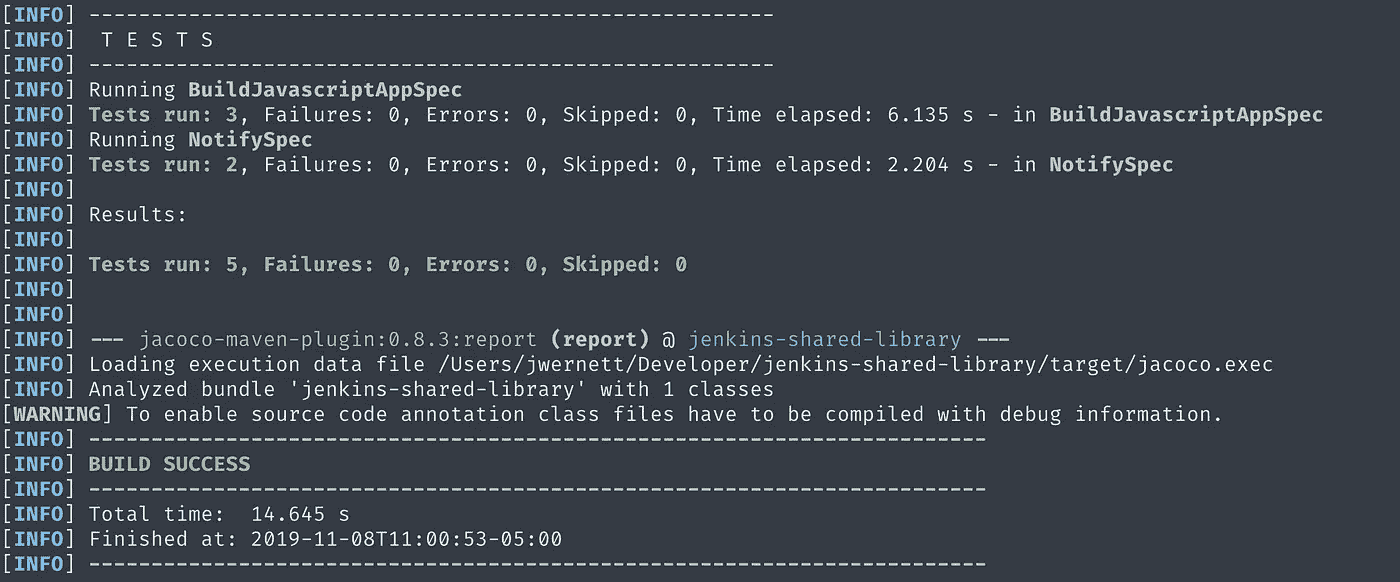 [INFO] -------------------------------------------------------
[INFO]  T E S T S
[INFO] -------------------------------------------------------
[INFO] Running BuildJavascriptAppSpec
[INFO] Tests run: 3, Failures: 0, Errors: 0, Skipped: 0, Time elapsed: 6.135 s - in BuildJavascriptAppSpec
[INFO] Running NotifySpec
[INFO] Tests run: 2, Failures: 0, Errors: 0, Skipped: 0, Time elapsed: 2.204 s - in NotifySpec
[INFO]
[INFO] Results:
[INFO]
[INFO] Tests run: 5, Failures: 0, Errors: 0, Skipped: 0
[INFO]
[INFO]
[INFO] --- jacoco-maven-plugin:0.8.3:report (report) @ jenkins-shared-library ---
[INFO] Loading execution data file /Users/jwernett/Developer/jenkins-shared-library/target/jacoco.exec
[INFO] Analyzed bundle 'jenkins-shared-library' with 1 classes
[WARNING] To enable source code annotation class files have to be compiled with debug information.
[INFO] ------------------------------------------------------------------------
[INFO] BUILD SUCCESS
[INFO] ------------------------------------------------------------------------
[INFO] Total time:  14.645 s
[INFO] Finished at: 2019-11-08T11:00:53-05:00
[INFO] ------------------------------------------------------------------------